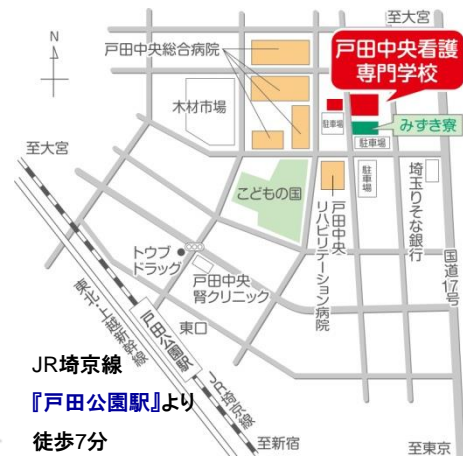 至大宮
N
戸田中央総合病院
戸田中央看護
専門学校
木材市場
駐車場
みずき寮
駐車場
至大宮
こどもの国
戸田中央
リハビリテーション病院
駐車場
埼玉りそな銀行
トウブ
ドラッグ
戸田中央
腎クリニック
国道17号
東北・上越新幹線
戸田公園駅
東口
JR埼京線
JR埼京線
『戸田公園駅』より
徒歩7分
至新宿
至東京